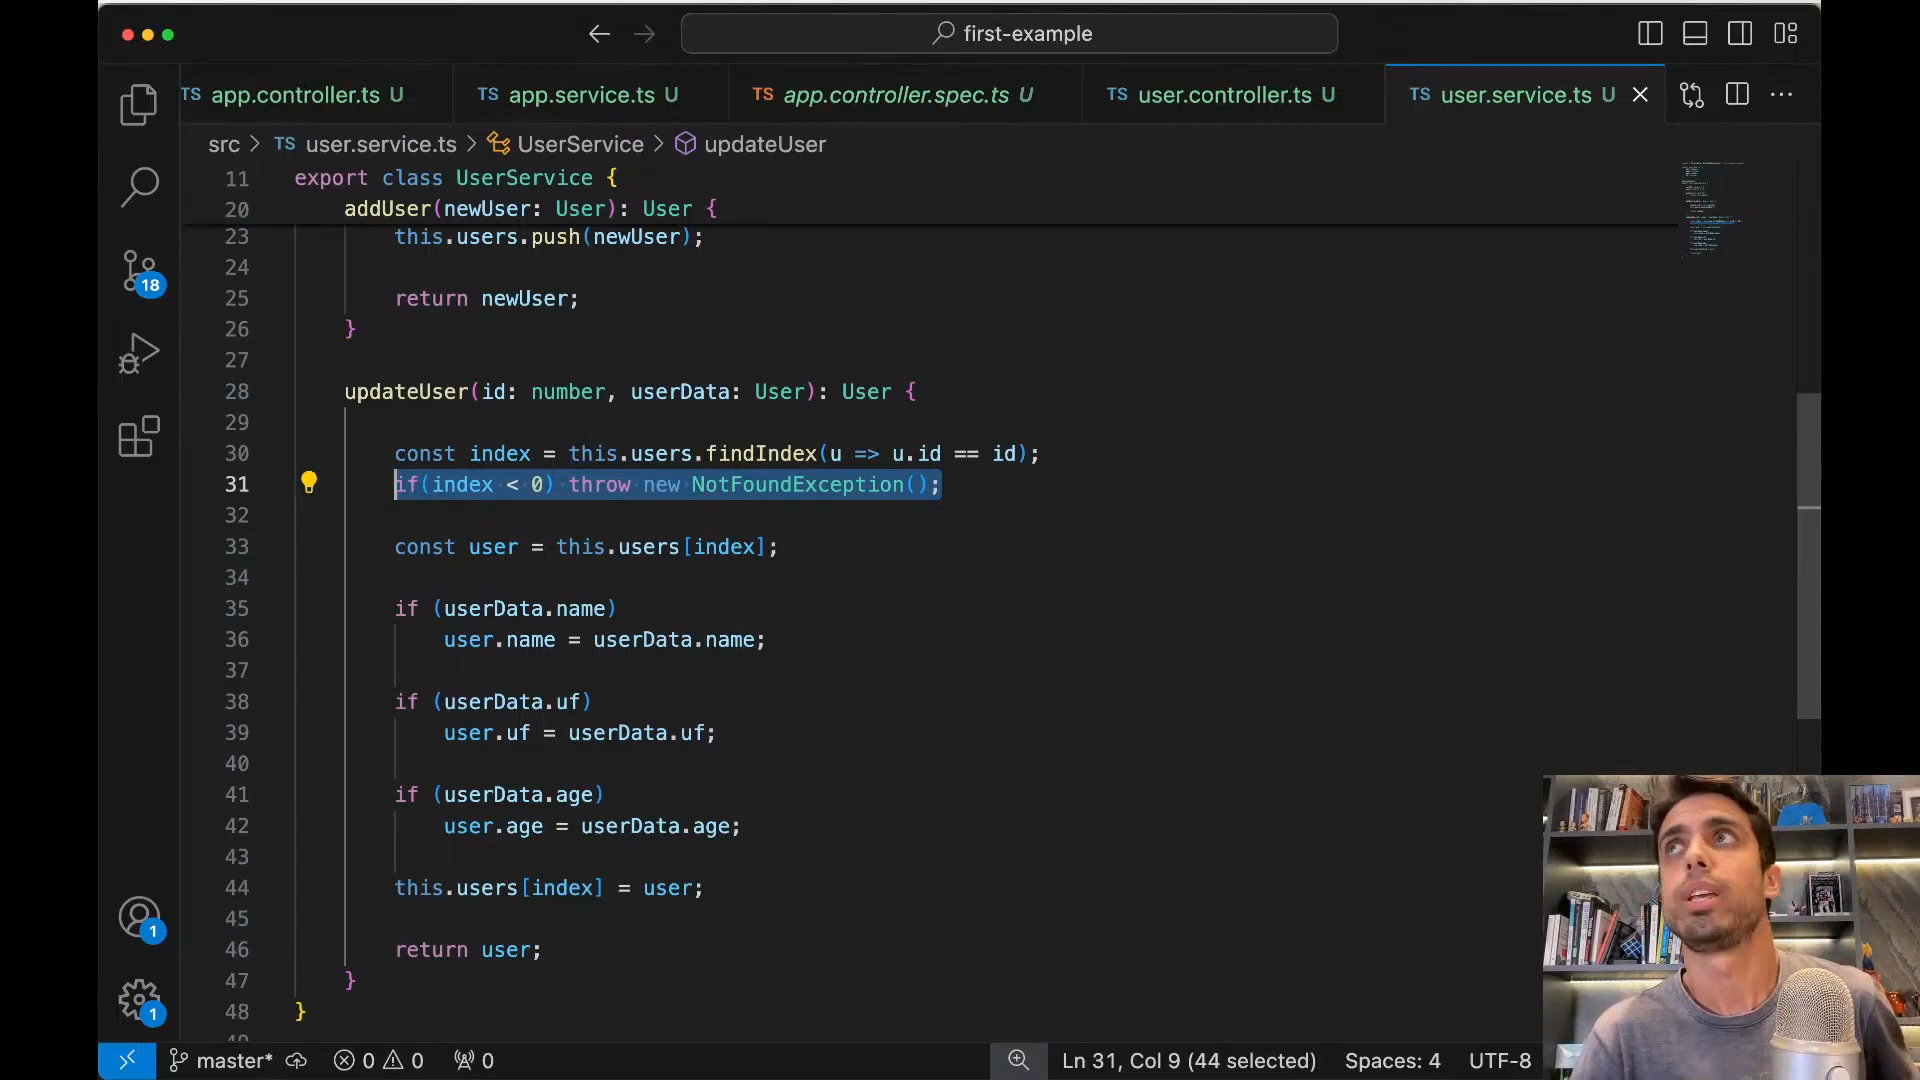 first-example
TS app.controller.ts U
TS app.service.ts U
TS app.controller.spec.ts U
TS user.controller.ts U
TS user.service.ts U
src > TS user.service.ts > UserService > updateUser
11 export class UserService {
20 addUser(newUser: User): User {
23 this.users.push(newUser);
24
25 return newUser;
26 }
27
28 updateUser(id: number, userData: User): User {
29
30 const index = this.users.findIndex(u => u.id == id);
31 if(index < 0) throw new NotFoundException();
32
33 const user = this.users[index];
34
35 if (userData.name)
36 user.name = userData.name;
37
38 if (userData.uf)
39 user.uf = userData.uf;
40
41 if (userData.age)
42 user.age = userData.age;
43
44 this.users[index] = user;
45
46 return user;
47 }
48 }
18
1
1
master* 0 0 0 Ln 31, Col 9 (44 selected) Spaces: 4 UTF-8